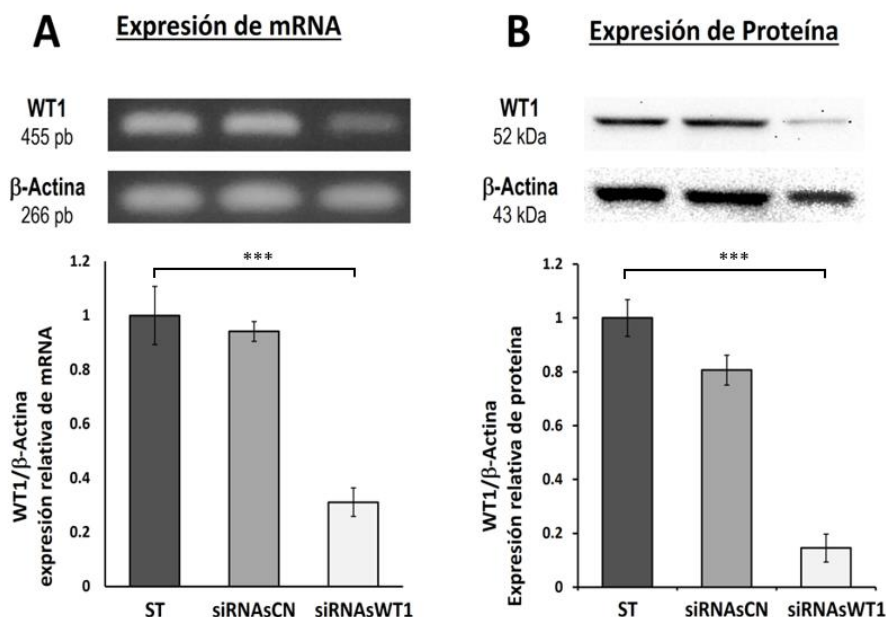 A
Expresión de mRNA
WT1
455 pb
β-Actina
266 pb
***
1.2
1
0.8
0.6
0.4
0.2
0
WT1/β-Actina
expresión relativa de mRNA
ST
siRNAsCN
siRNAsWT1
B
Expresión de Proteína
WT1
52 kDa
β-Actina
43 kDa
***
1.2
1
0.8
0.6
0.4
0.2
0
WT1/β-Actina
Expresión relativa de proteína
ST
siRNAsCN
siRNAsWT1